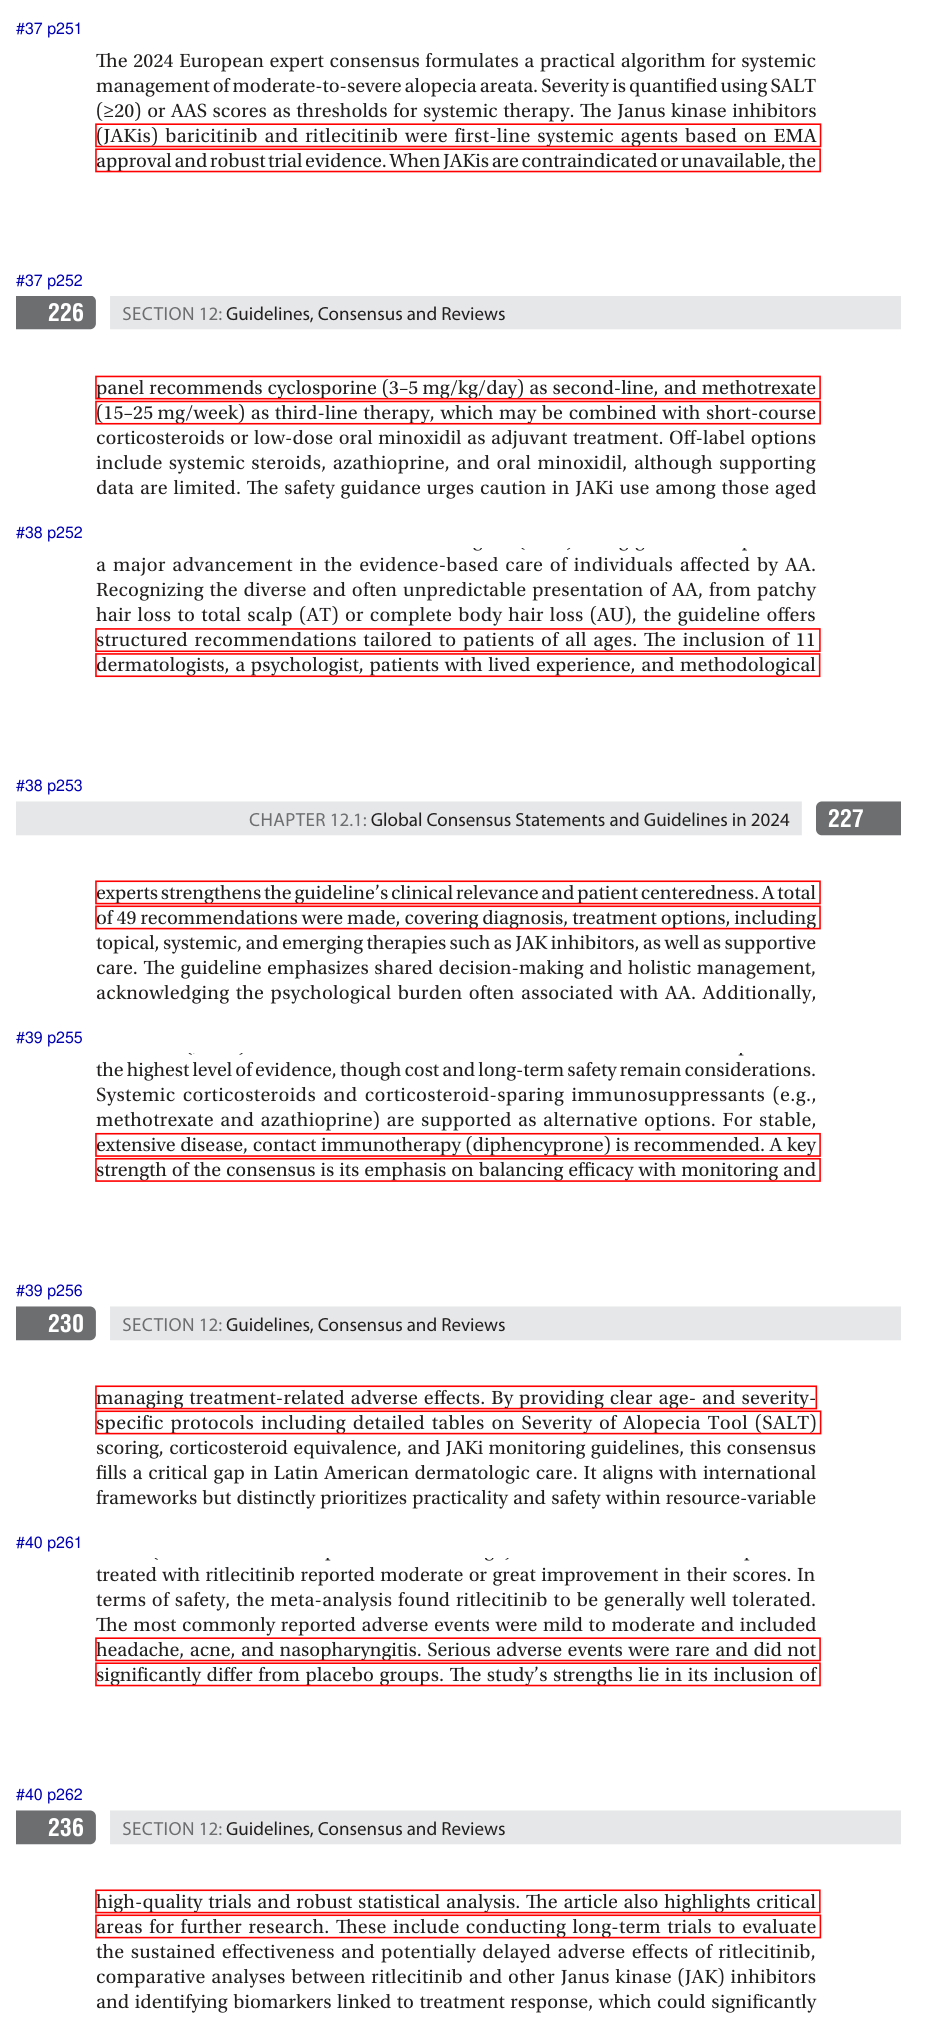 #37 p251
The 2024 European expert consensus formulates a practical algorithm for systemic
management of moderate-to-severe alopecia areata. Severity is quantified using SALT
(≥20) or AAS scores as thresholds for systemic therapy. The Janus kinase inhibitors
(JAKis) baricitinib and ritlecitinib were first-line systemic agents based on EMA
approval and robust trial evidence. When JAKis are contraindicated or unavailable, the
#37 p252
226 SECTION 12: Guidelines, Consensus and Reviews
panel recommends cyclosporine (3–5 mg/kg/day) as second-line, and methotrexate
(15–25 mg/week) as third-line therapy, which may be combined with short-course
corticosteroids or low-dose oral minoxidil as adjuvant treatment. Off-label options
include systemic steroids, azathioprine, and oral minoxidil, although supporting
data are limited. The safety guidance urges caution in JAKi use among those aged
#38 p252
a major advancement in the evidence-based care of individuals affected by AA.
Recognizing the diverse and often unpredictable presentation of AA, from patchy
hair loss to total scalp (AT) or complete body hair loss (AU), the guideline offers
structured recommendations tailored to patients of all ages. The inclusion of 11
dermatologists, a psychologist, patients with lived experience, and methodological
#38 p253
CHAPTER 12.1: Global Consensus Statements and Guidelines in 2024 227
experts strengthens the guideline's clinical relevance and patient centeredness. A total
of 49 recommendations were made, covering diagnosis, treatment options, including
topical, systemic, and emerging therapies such as JAK inhibitors, as well as supportive
care. The guideline emphasizes shared decision-making and holistic management,
acknowledging the psychological burden often associated with AA. Additionally,
#39 p255
the highest level of evidence, though cost and long-term safety remain considerations.
Systemic corticosteroids and corticosteroid-sparing immunosuppressants (e.g.,
methotrexate and azathioprine) are supported as alternative options. For stable,
extensive disease, contact immunotherapy (diphencyprone) is recommended. A key
strength of the consensus is its emphasis on balancing efficacy with monitoring and
#39 p256
230 SECTION 12: Guidelines, Consensus and Reviews
managing treatment-related adverse effects. By providing clear age- and severity-
specific protocols including detailed tables on Severity of Alopecia Tool (SALT)
scoring, corticosteroid equivalence, and JAKi monitoring guidelines, this consensus
fills a critical gap in Latin American dermatologic care. It aligns with international
frameworks but distinctly prioritizes practicality and safety within resource-variable
#40 p261
treated with ritlecitinib reported moderate or great improvement in their scores. In
terms of safety, the meta-analysis found ritlecitinib to be generally well tolerated.
The most commonly reported adverse events were mild to moderate and included
headache, acne, and nasopharyngitis. Serious adverse events were rare and did not
significantly differ from placebo groups. The study's strengths lie in its inclusion of
#40 p262
236 SECTION 12: Guidelines, Consensus and Reviews
high-quality trials and robust statistical analysis. The article also highlights critical
areas for further research. These include conducting long-term trials to evaluate
the sustained effectiveness and potentially delayed adverse effects of ritlecitinib,
comparative analyses between ritlecitinib and other Janus kinase (JAK) inhibitors
and identifying biomarkers linked to treatment response, which could significantly